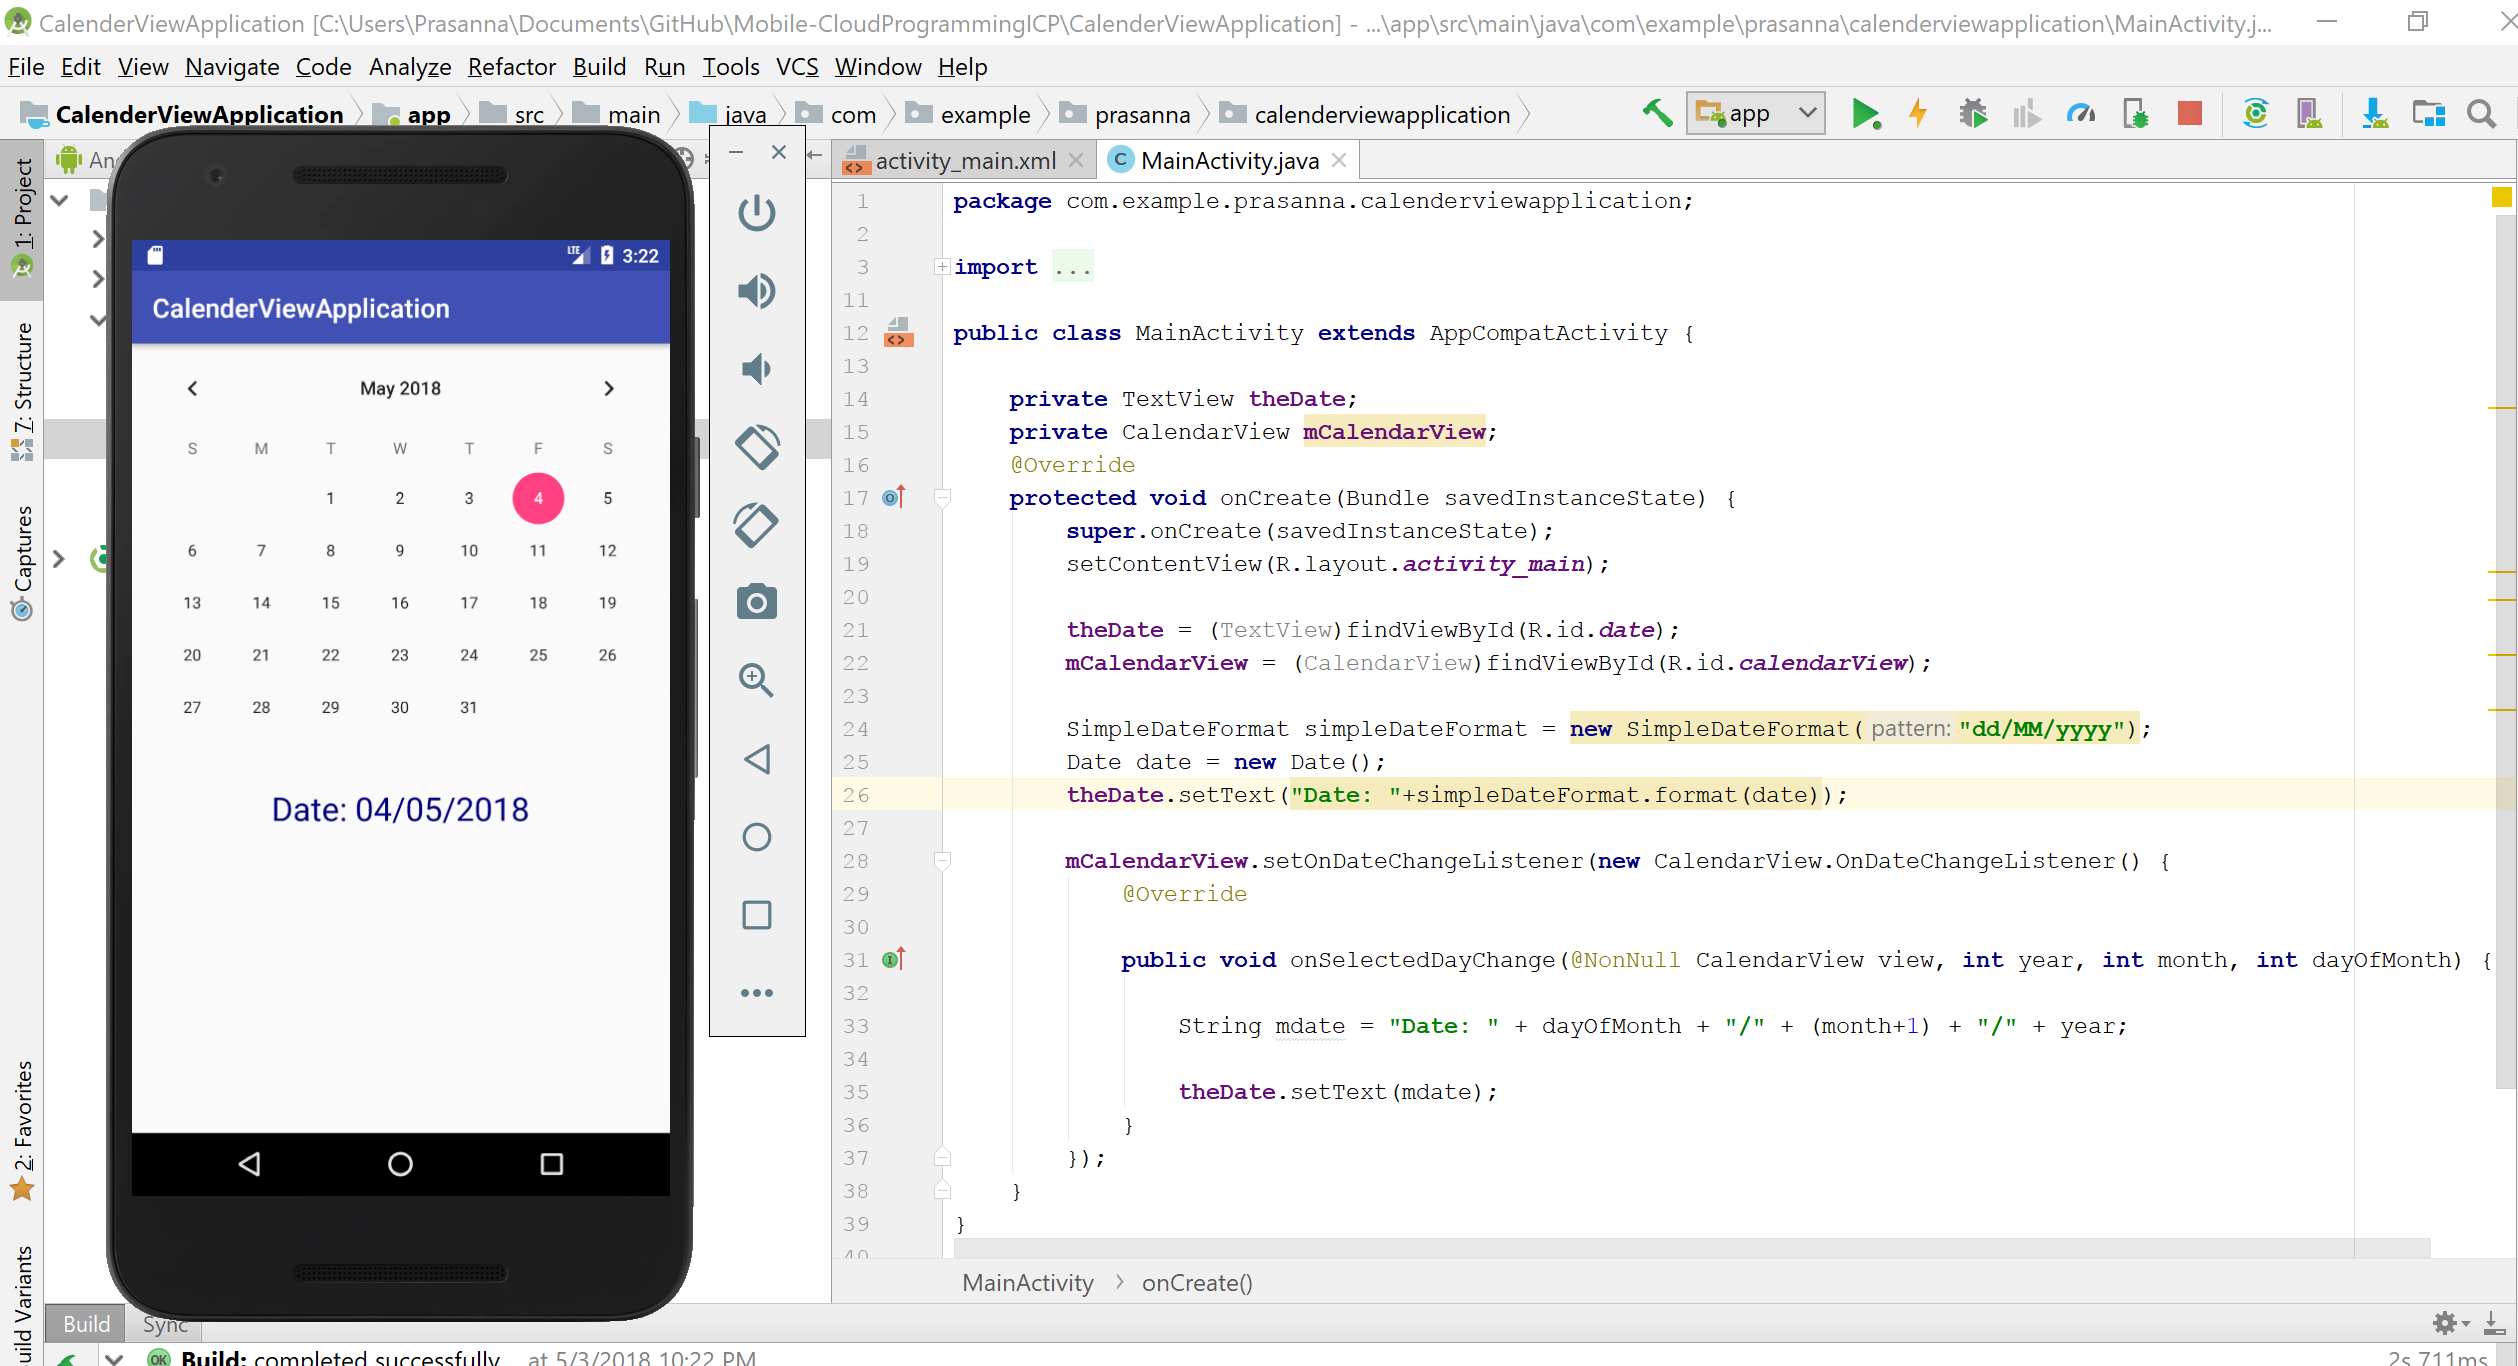 CalenderViewApplication [C:\Users\Prasanna\Documents\GitHub\Mobile-CloudProgrammingICP\CalenderViewApplication] - ...\app\src\main\java\com\example\prasanna\calenderviewapplication\MainActivity.j...
File Edit View Navigate Code Analyze Refactor Build Run Tools VCS Window Help
CalenderViewApplication app src main java com example prasanna calenderviewapplication app
1: Project
7: Structure
Captures
2: Favorites
LTE 3:22
CalenderViewApplication
May 2018
S M T W T F S
1 2 3 4 5
6 7 8 9 10 11 12
13 14 15 16 17 18 19
20 21 22 23 24 25 26
27 28 29 30 31
Date: 04/05/2018
activity_main.xml MainActivity.java
1 package com.example.prasanna.calenderviewapplication;
2
3 import ...
11
12 public class MainActivity extends AppCompatActivity {
13
14 private TextView theDate;
15 private CalendarView mCalendarView;
16 @Override
17 protected void onCreate(Bundle savedInstanceState) {
18 super.onCreate(savedInstanceState);
19 setContentView(R.layout.activity_main);
20
21 theDate = (TextView)findViewById(R.id.date);
22 mCalendarView = (CalendarView)findViewById(R.id.calendarView);
23
24 SimpleDateFormat simpleDateFormat = new SimpleDateFormat( pattern: "dd/MM/yyyy");
25 Date date = new Date();
26 theDate.setText("Date: "+simpleDateFormat.format(date));
27
28 mCalendarView.setOnDateChangeListener(new CalendarView.OnDateChangeListener() {
29 @Override
30
31 public void onSelectedDayChange(@NonNull CalendarView view, int year, int month, int dayOfMonth) {
32
33 String mdate = "Date: " + dayOfMonth + "/" + (month+1) + "/" + year;
34
35 theDate.setText(mdate);
36 }
37 });
38 }
39 }
40
MainActivity > onCreate()
Build Sync
OK Build: completed successfully at 5/3/2018 10:22 PM 2s 711ms